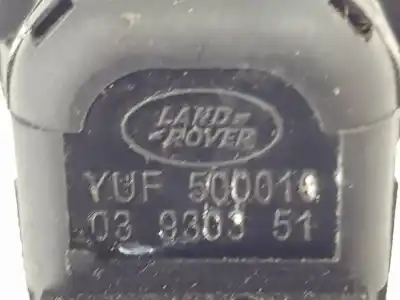 LAND-
-ROVER
YUF 500010
03 9303 51